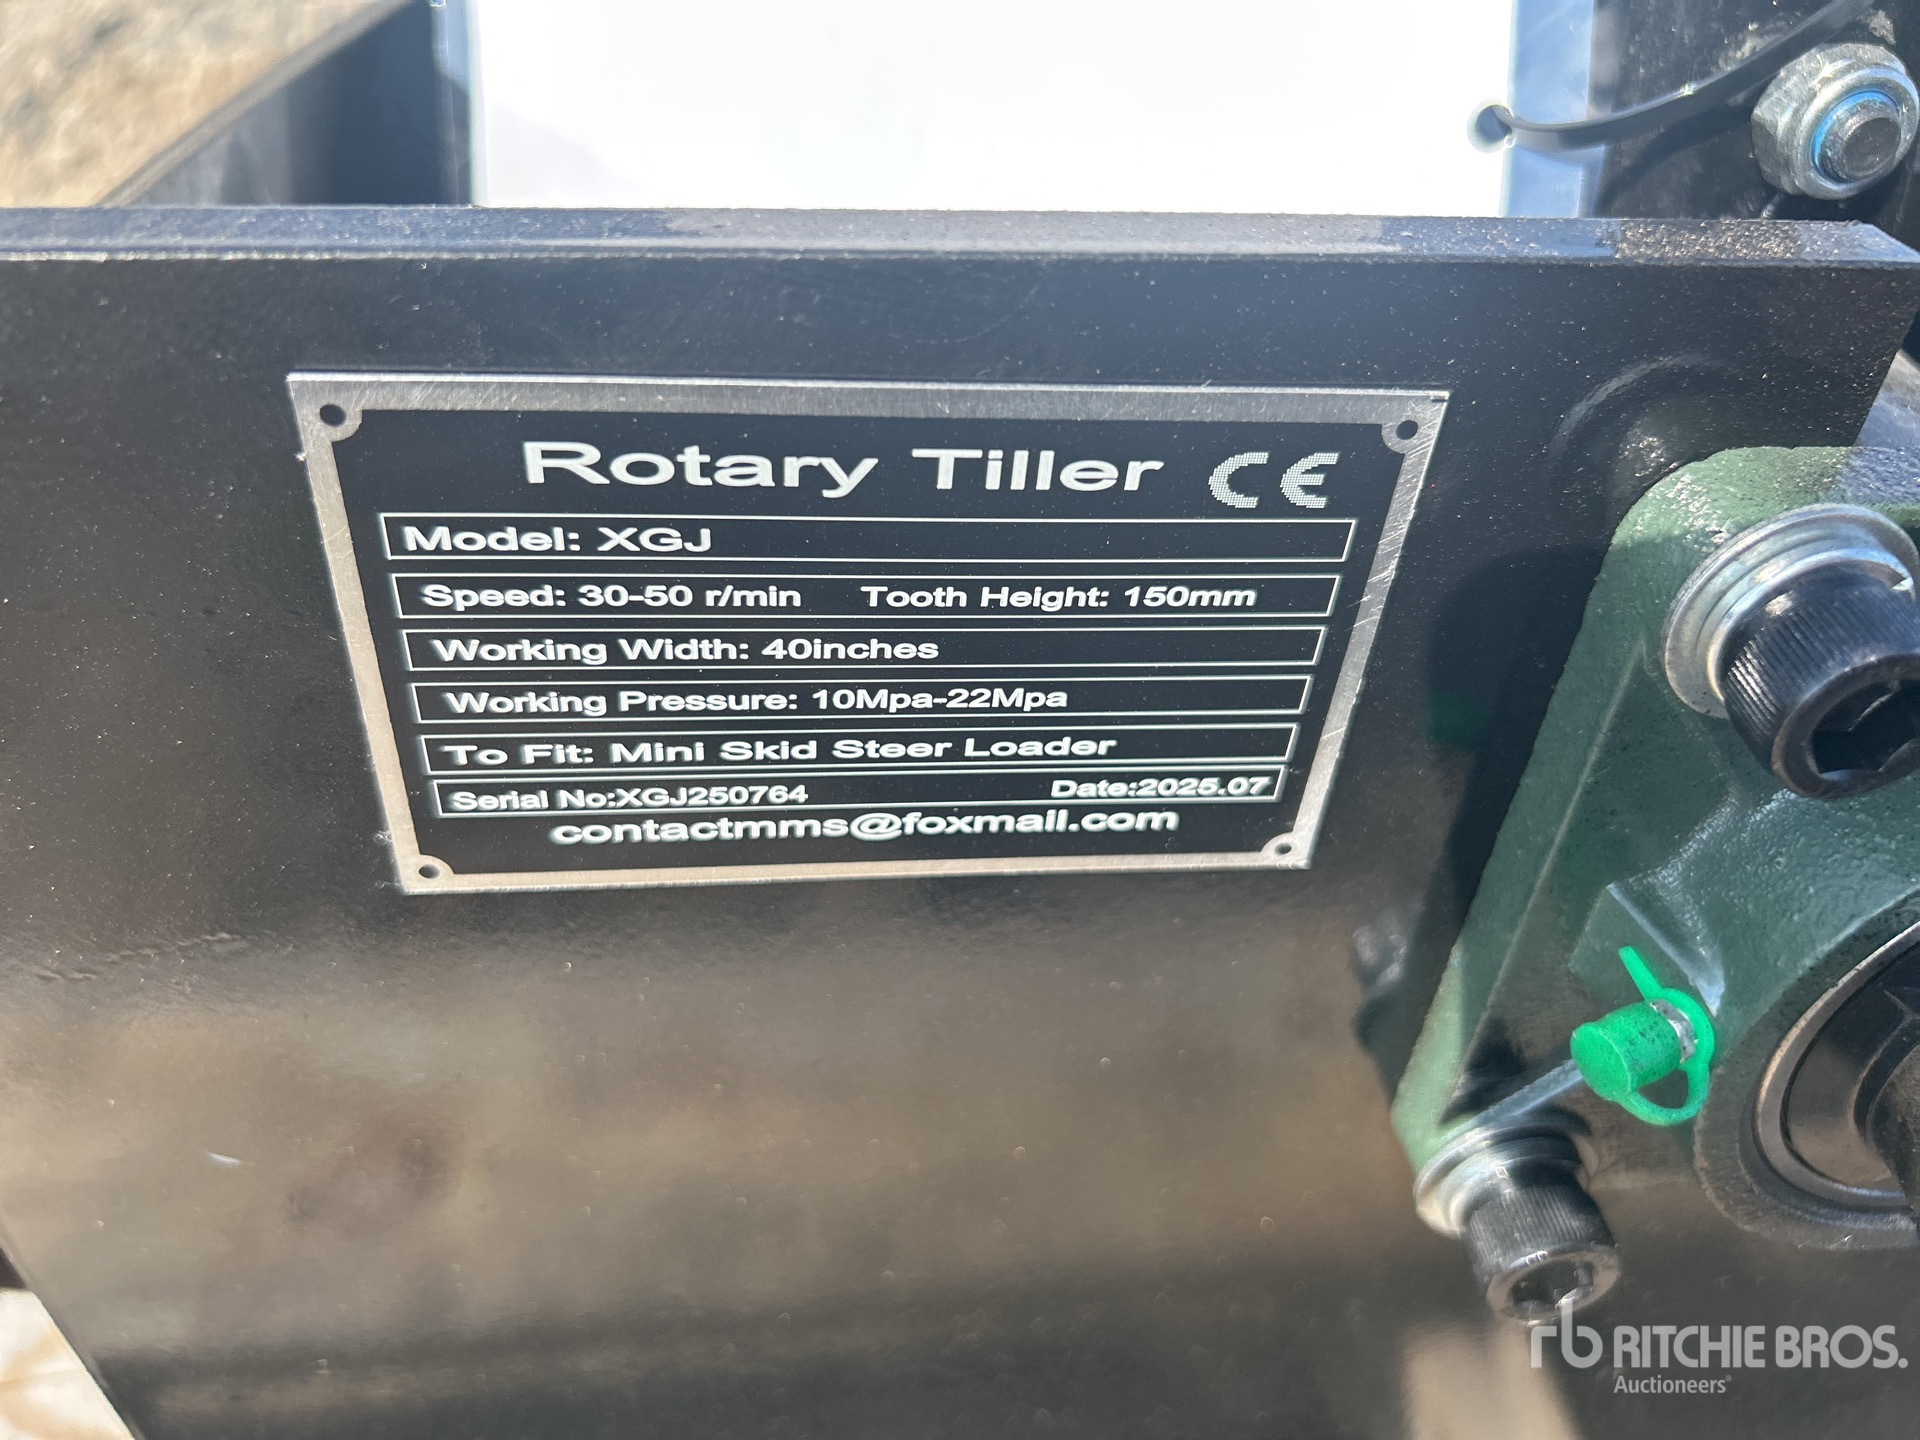 Rotary Tiller CE
Model: XGJ
Speed: 30-50 r/min Tooth Height: 150mm
Working Width: 40inches
Working Pressure: 10Mpa-22Mpa
To Fit: Mini Skid Steer Loader
Serial No:XGJ250764 Date:2025.07
contactmms@foxmail.com
rb RITCHIE BROS.
Auctioneers®